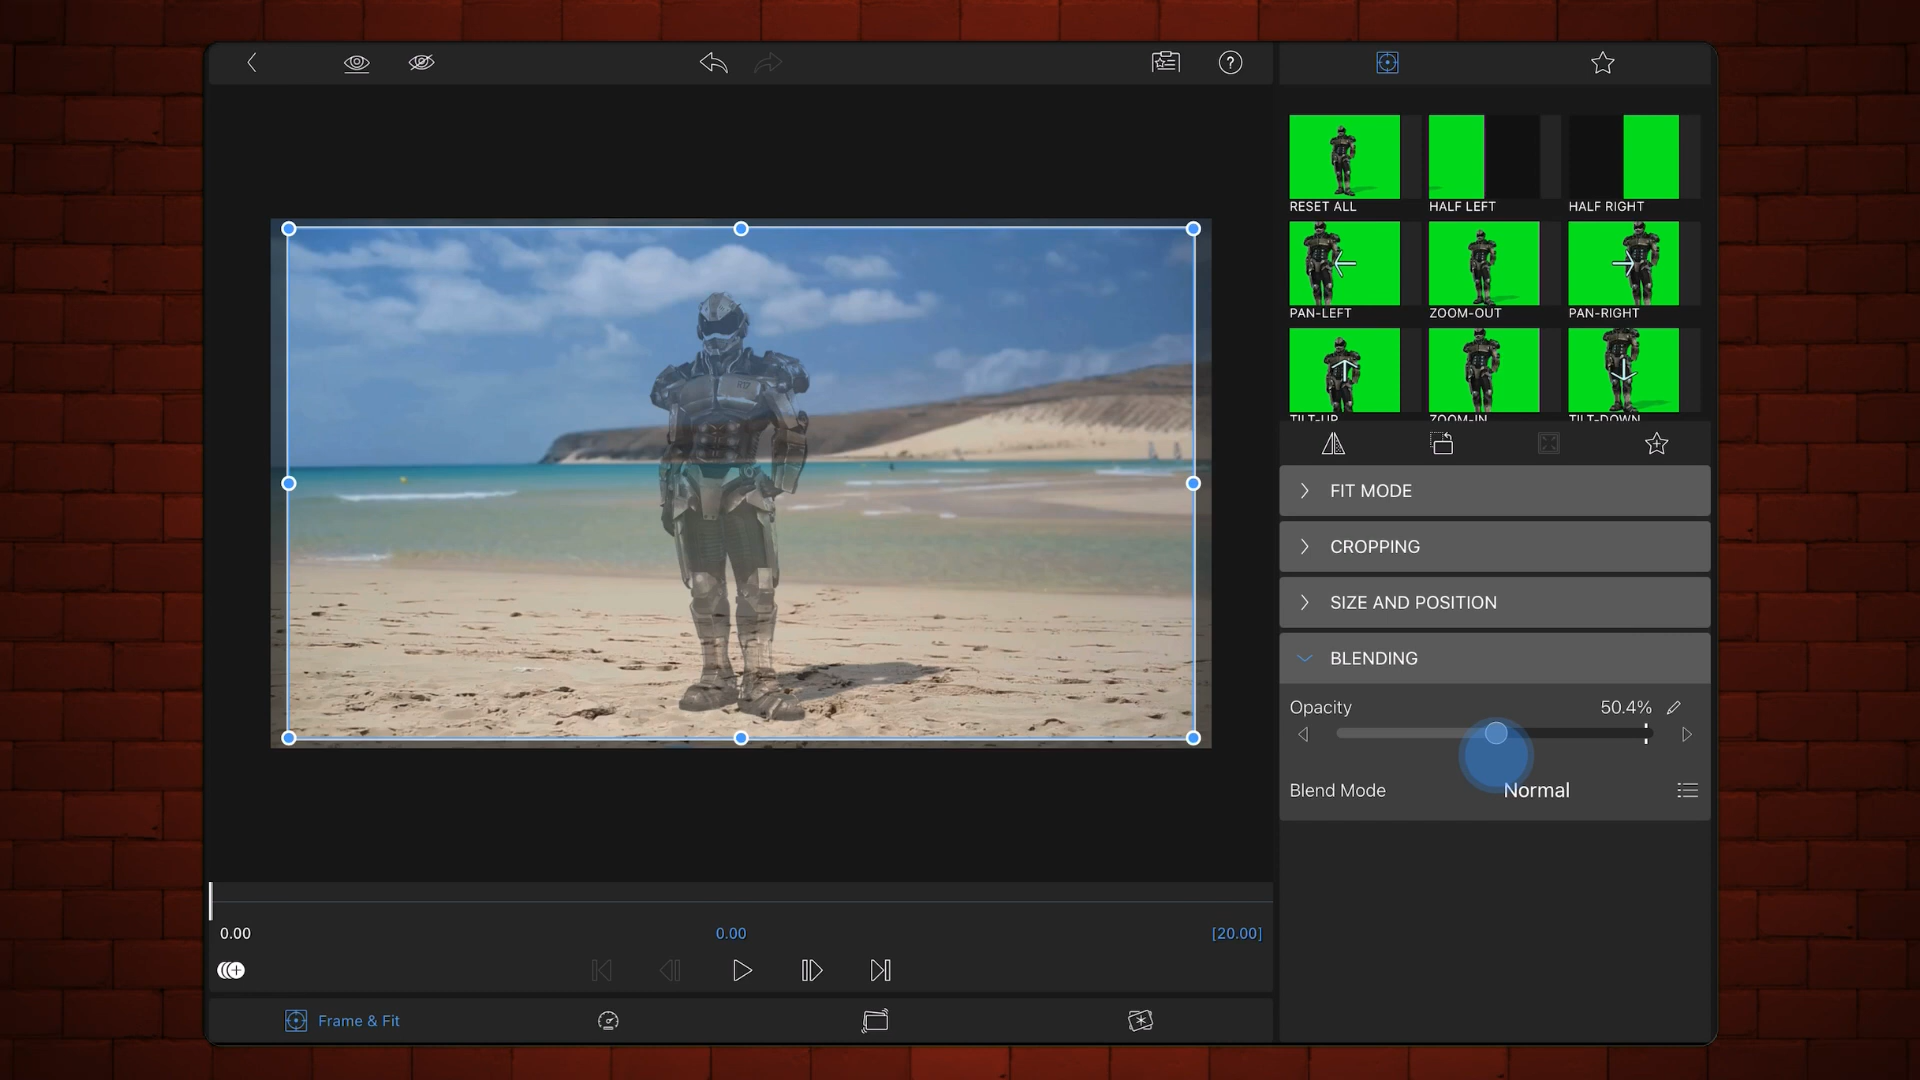 RESET ALL
HALF LEFT
HALF RIGHT
PAN-LEFT
ZOOM-OUT
PAN-RIGHT
TILT-UP
ZOOM-IN
TILT-DOWN
FIT MODE
CROPPING
SIZE AND POSITION
BLENDING
Opacity 50.4%
Blend Mode Normal
0.00 0.00 [20.00]
Frame & Fit